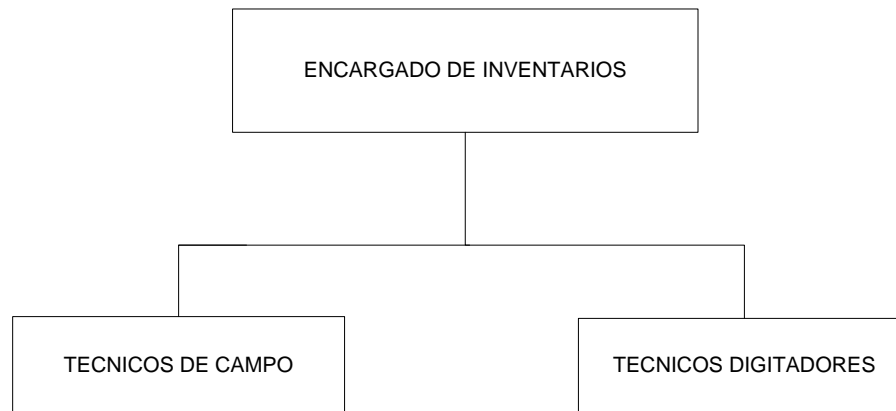 ENCARGADO DE INVENTARIOS
TECNICOS DE CAMPO
TECNICOS DIGITADORES